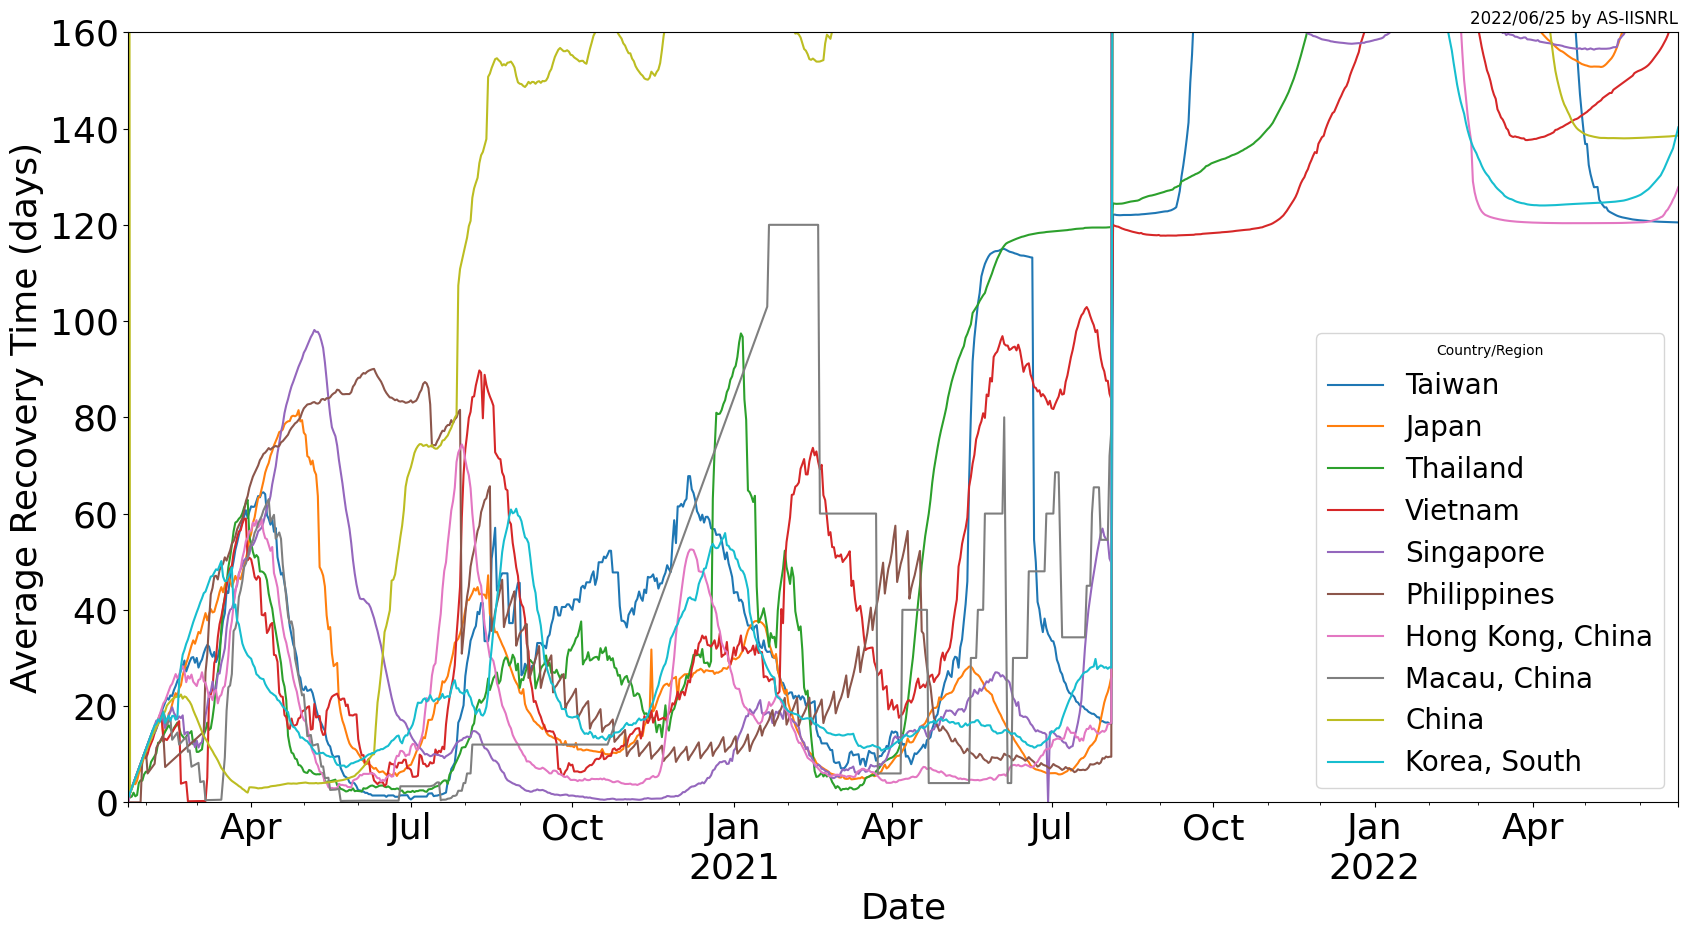 2022/06/25 by AS-IISNRL
160
140
120
100
80
60
40
20
0
Average Recovery Time (days)
Country/Region
Taiwan
Japan
Thailand
Vietnam
Singapore
Philippines
Hong Kong, China
Macau, China
China
Korea, South
Apr Jul Oct Jan Apr Jul Oct Jan Apr
2021 2022
Date